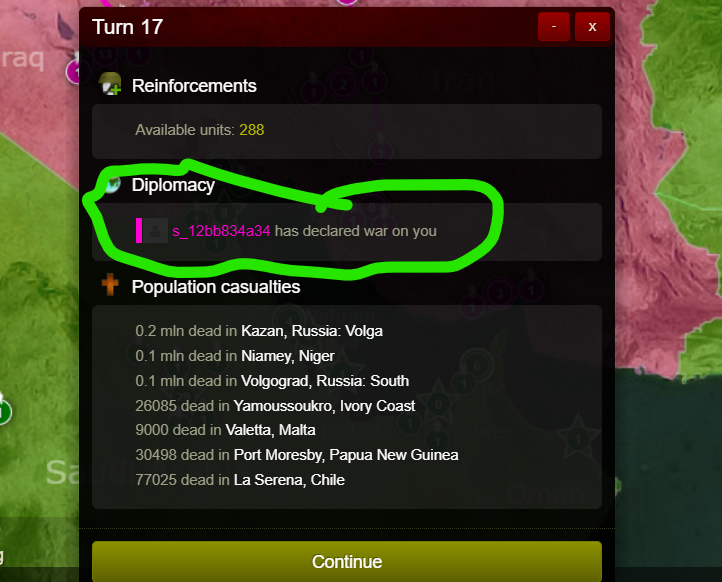 Turn 17
-
x
raq
Iran
Reinforcements
Available units: 288
Diplomacy
s_12bb834a34 has declared war on you
Population casualties
0.2 mln dead in Kazan, Russia: Volga
0.1 mln dead in Niamey, Niger
0.1 mln dead in Volgograd, Russia: South
26085 dead in Yamoussoukro, Ivory Coast
9000 dead in Valetta, Malta
30498 dead in Port Moresby, Papua New Guinea
77025 dead in La Serena, Chile
Oman
Continue